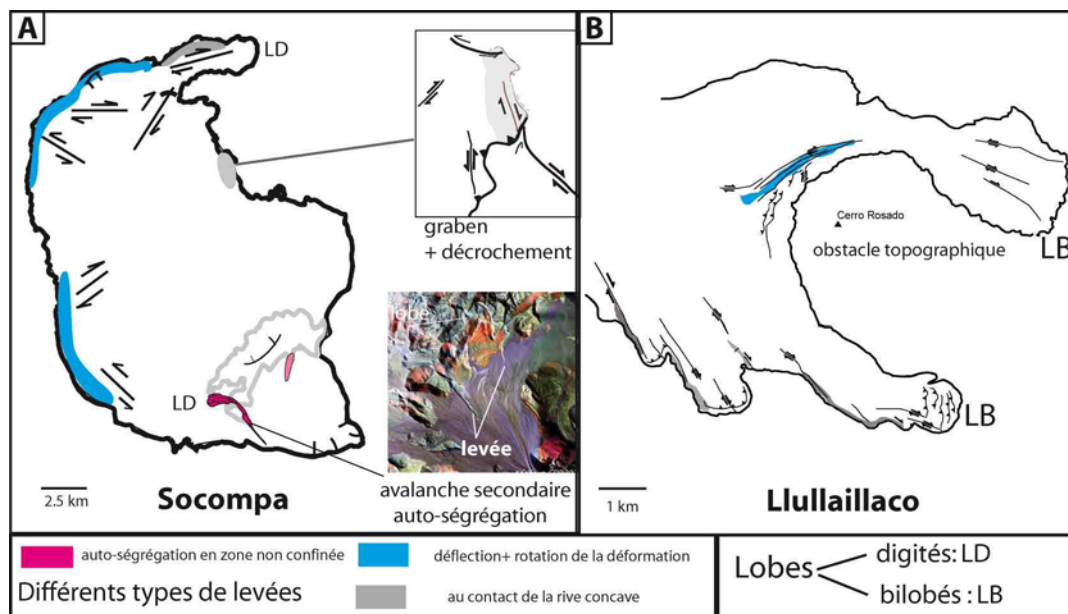 A
LD
graben
+ décrochement
lobe
levée
LD
2.5 km
Socompa
avalanche secondaire
auto-ségrégation
B
Cerro Rosado
obstacle topographique
LB
LB
1 km
Llullaillaco
auto-ségrégation en zone non confinée
déflection+ rotation de la déformation
Différents types de levées
au contact de la rive concave
Lobes
digités: LD
bilobés : LB